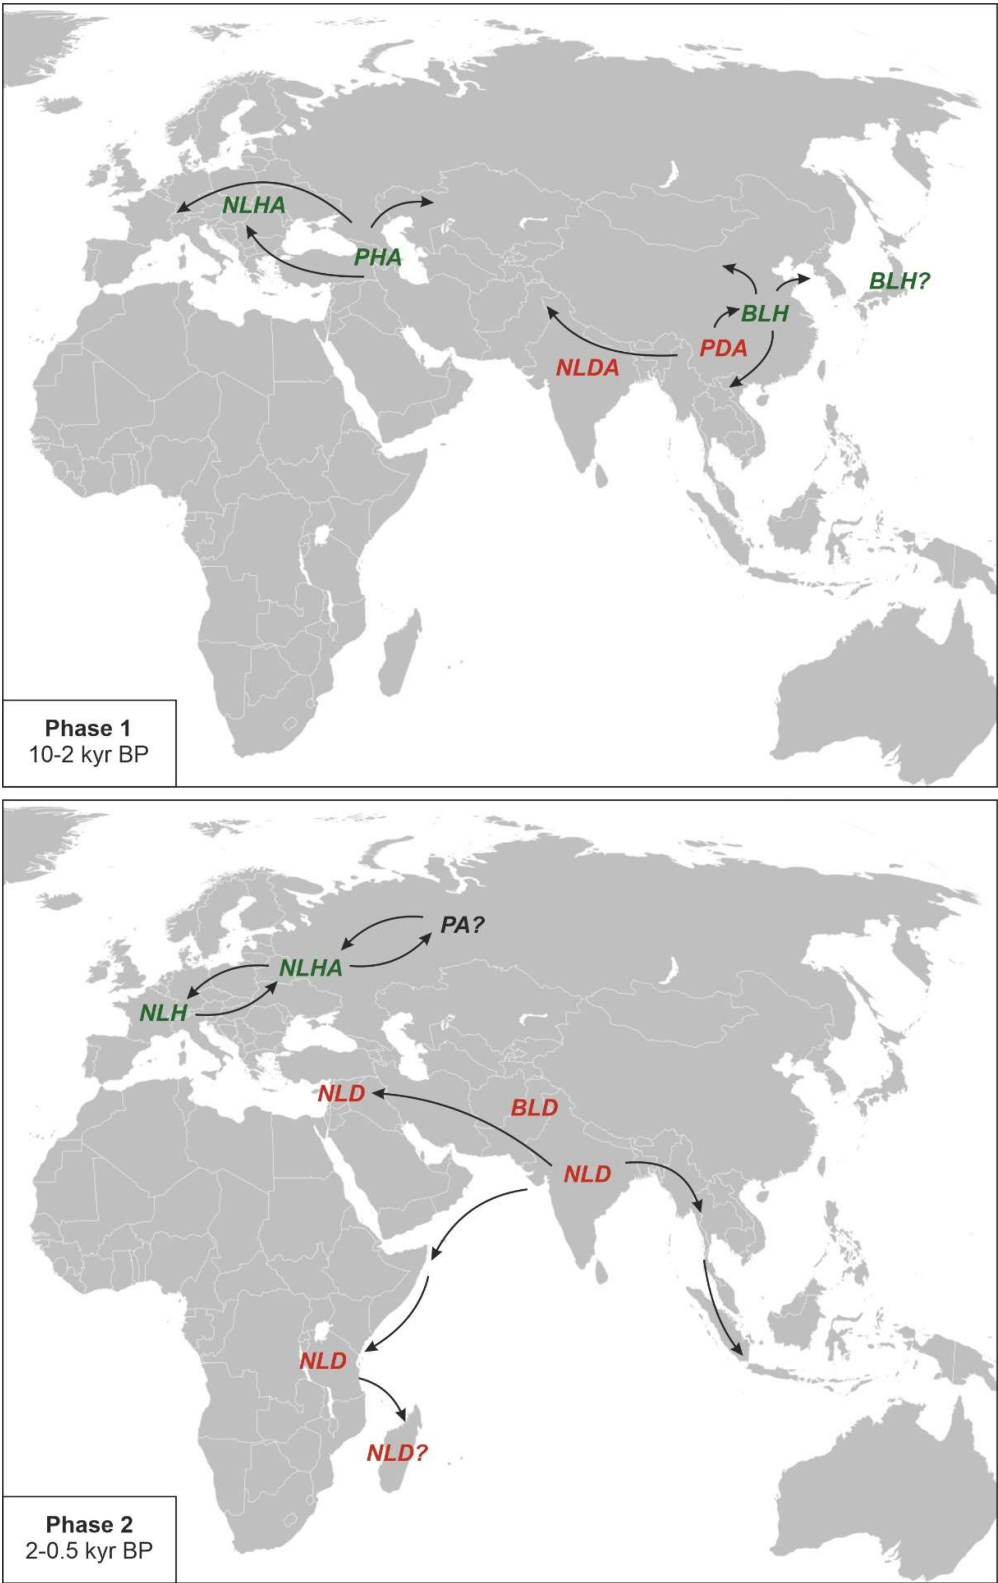 NLHA
PHA
BLH?
BLH
PDA
NLDA
Phase 1
10-2 kyr BP
PA?
NLHA
NLH
NLD
BLD
NLD
NLD
NLD?
Phase 2
2-0.5 kyr BP